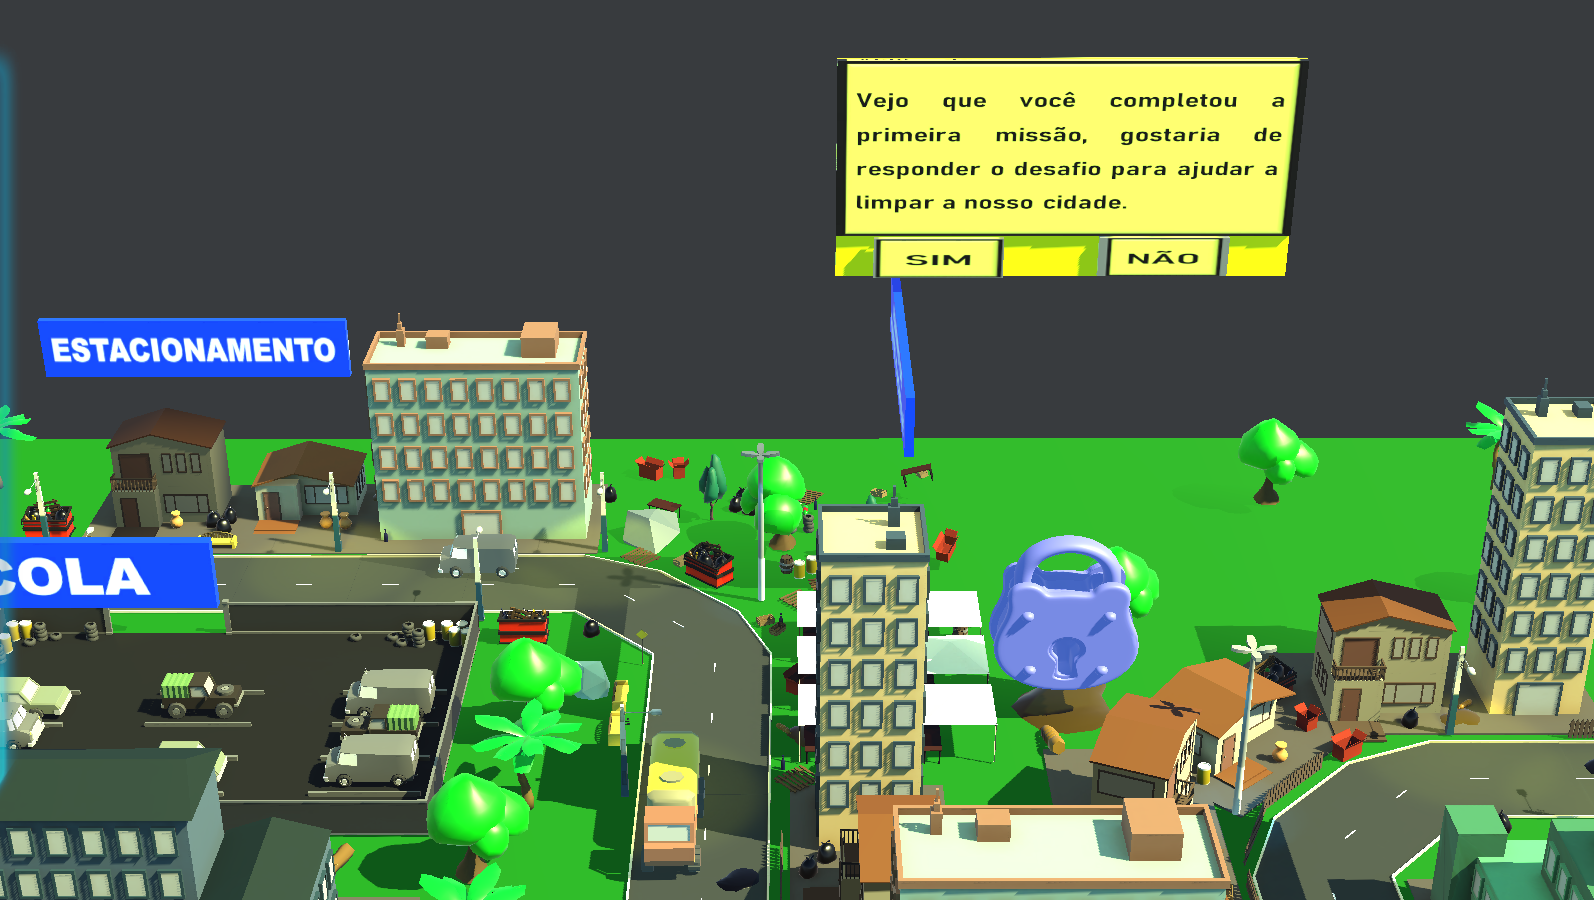 Vejo que você completou a
primeira missão, gostaria de
responder o desafio para ajudar a
limpar a nosso cidade.
SIM NÃO
ESTACIONAMENTO
COLA